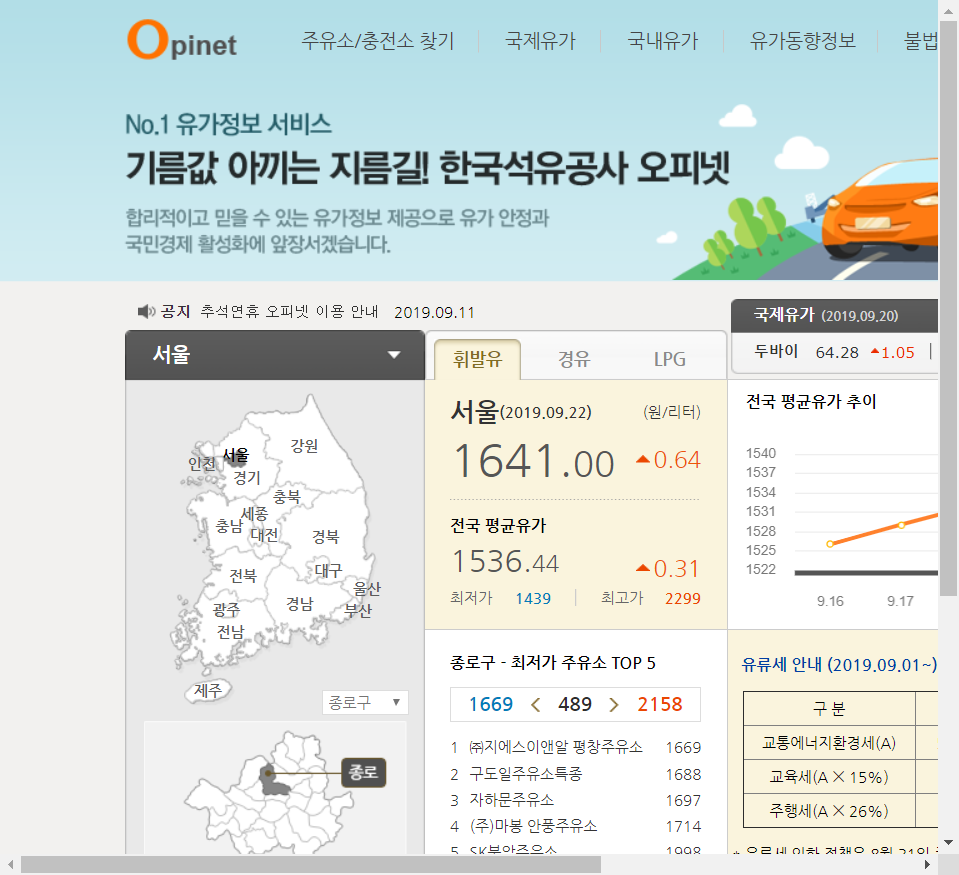 Opinet
주유소/충전소 찾기
국제유가
국내유가
유가동향정보
불법
No.1 유가정보 서비스
기름값 아끼는 지름길! 한국석유공사 오피넷
합리적이고 믿을 수 있는 유가정보 제공으로 유가 안정과
국민경제 활성화에 앞장서겠습니다.
공지 추석연휴 오피넷 이용 안내 2019.09.11
서울
강원
서울
인천
경기
충북
세종
충남
대전
경북
전북
대구
울산
광주
경남
부산
전남
제주
종로구
종로
휘발유
경유
LPG
서울(2019.09.22) (원/리터)
1641.00 0.64
전국 평균유가
1536.44 0.31
최저가 1439 최고가 2299
종로구 - 최저가 주유소 TOP 5
1669 < 489 > 2158
1 ㈜지에스이앤알 평창주유소 1669
2 구도일주유소특종 1688
3 자하문주유소 1697
4 (주)마봉 안풍주유소 1714
5 1998
국제유가 (2019.09.20)
두바이 64.28 1.05
전국 평균유가 추이
1540
1537
1534
1531
1528
1525
1522
9.16 9.17
유류세 안내 (2019.09.01~)
구 분
교통에너지환경세(A)
교육세(A × 15%)
주행세(A × 26%)